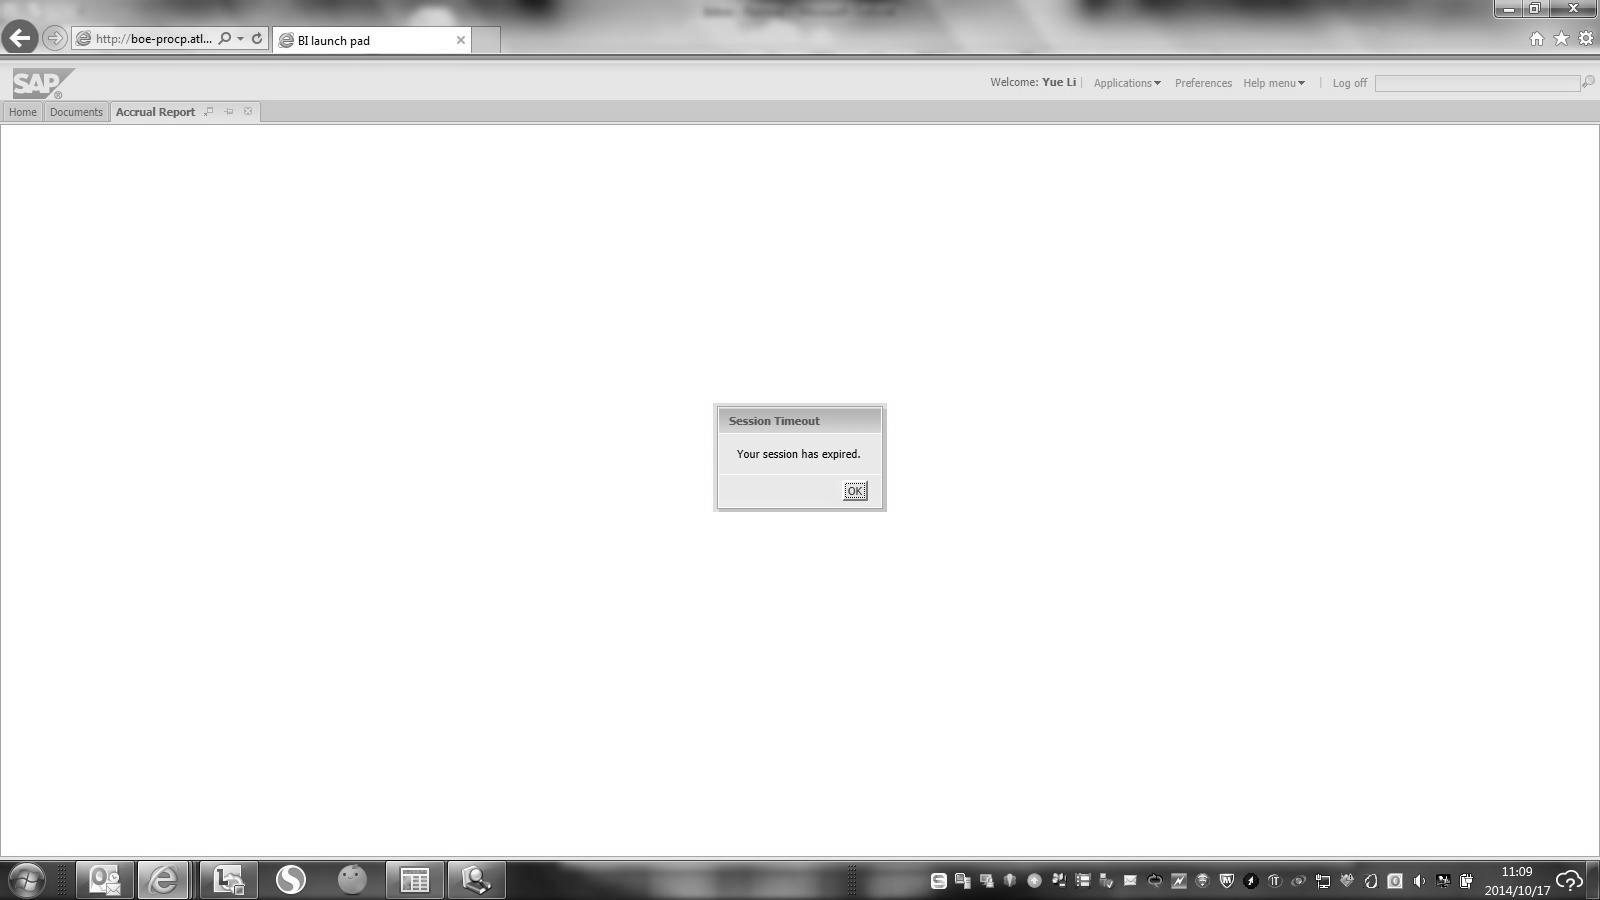 http://boe-procp.atl...
BI launch pad
SAP®
Welcome: Yue Li | Applications Preferences Help menu | Log off
Home Documents Accrual Report
Session Timeout
Your session has expired.
OK
11:09
2014/10/17